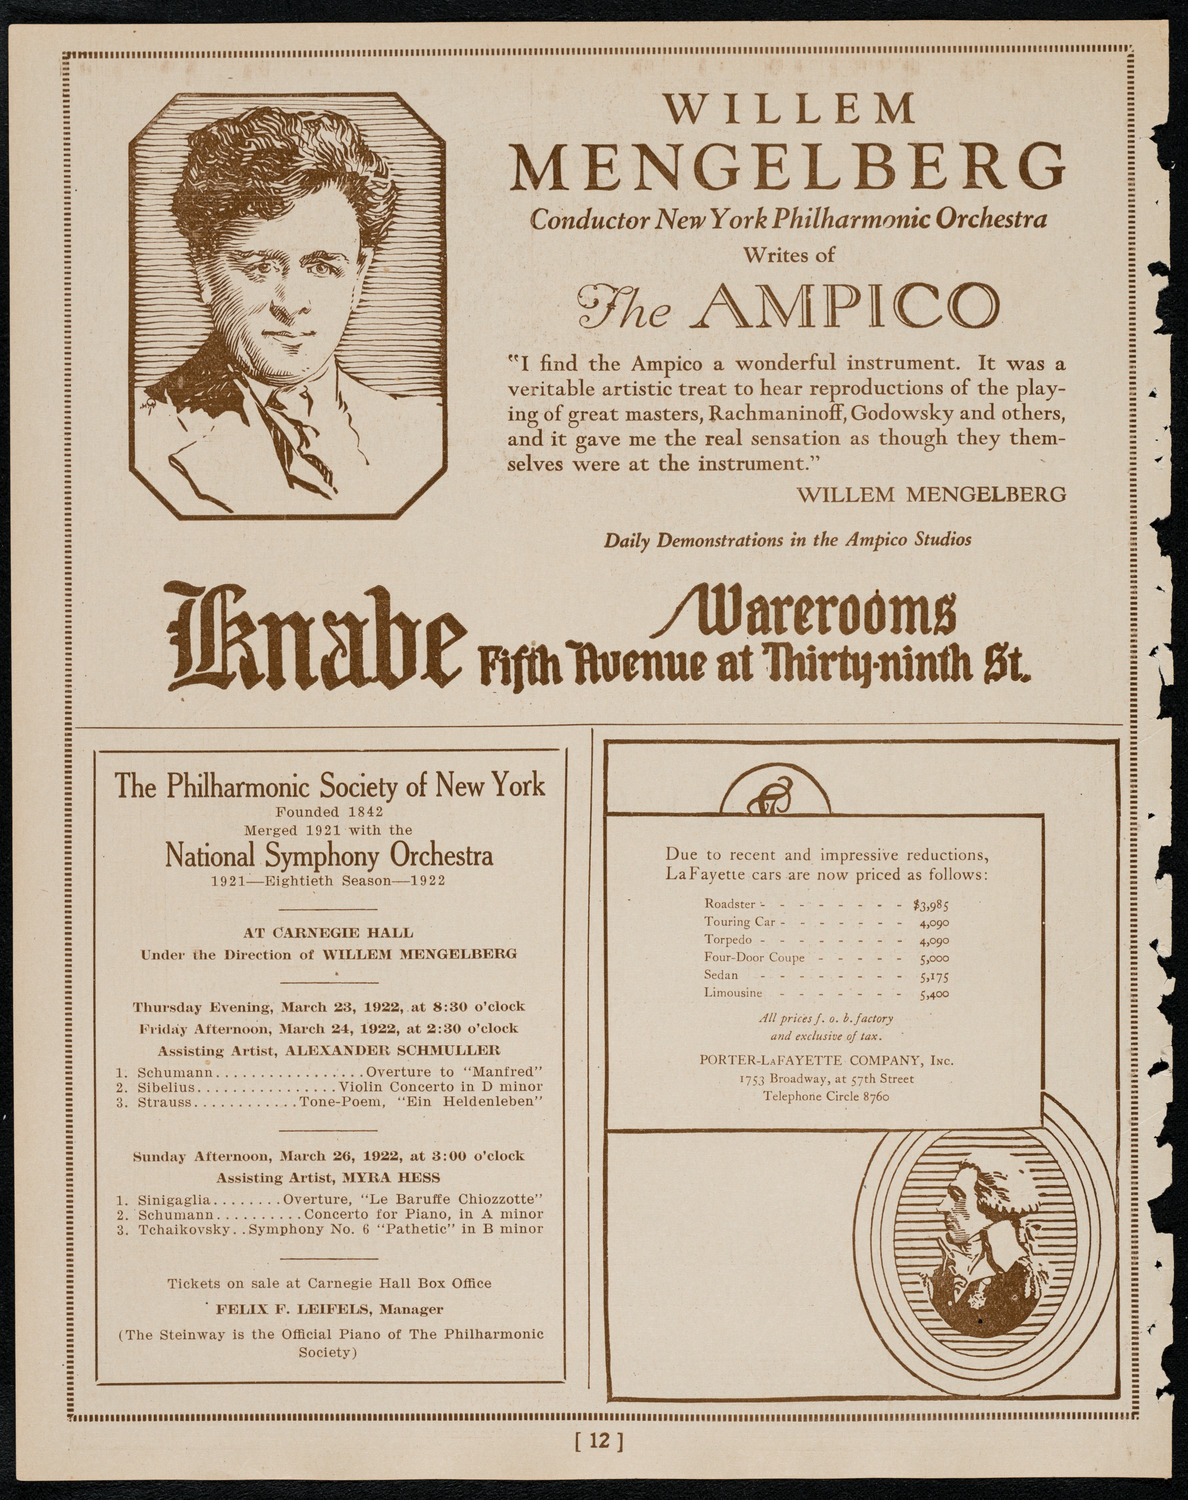 WILLEM
MENGELBERG
Conductor New York Philharmonic Orchestra
Writes of
The AMPICO
"I find the Ampico a wonderful instrument. It was a
veritable artistic treat to hear reproductions of the play-
ing of great masters, Rachmaninoff, Godowsky and others,
and it gave me the real sensation as though they them-
selves were at the instrument."
WILLEM MENGELBERG
Daily Demonstrations in the Ampico Studios
Knabe Warerooms
Fifth Avenue at Thirty-ninth St.
The Philharmonic Society of New York
Founded 1842
Merged 1921 with the
National Symphony Orchestra
1921—Eightieth Season—1922
AT CARNEGIE HALL
Under the Direction of WILLEM MENGELBERG
Thursday Evening, March 23, 1922, at 8:30 o'clock
Friday Afternoon, March 24, 1922, at 2:30 o'clock
Assisting Artist, ALEXANDER SCHMULLER
1. Schumann.................Overture to "Manfred"
2. Sibelius................Violin Concerto in D minor
3. Strauss............Tone-Poem, "Ein Heldenleben"
Sunday Afternoon, March 26, 1922, at 3:00 o'clock
Assisting Artist, MYRA HESS
1. Sinigaglia........Overture, "Le Baruffe Chiozzotte"
2. Schumann..........Concerto for Piano, in A minor
3. Tchaikovsky..Symphony No. 6 "Pathetic" in B minor
Tickets on sale at Carnegie Hall Box Office
FELIX F. LEIFELS, Manager
(The Steinway is the Official Piano of The Philharmonic
Society)
Due to recent and impressive reductions,
LaFayette cars are now priced as follows:
Roadster - - - - - - - - $3,985
Touring Car - - - - - - - 4,090
Torpedo - - - - - - - - 4,090
Four-Door Coupe - - - - - 5,000
Sedan - - - - - - - - 5,175
Limousine - - - - - - - 5,400
All prices f. o. b. factory
and exclusive of tax.
PORTER-LAFAYETTE COMPANY, INC.
1753 Broadway, at 57th Street
Telephone Circle 8760
[ 12 ]